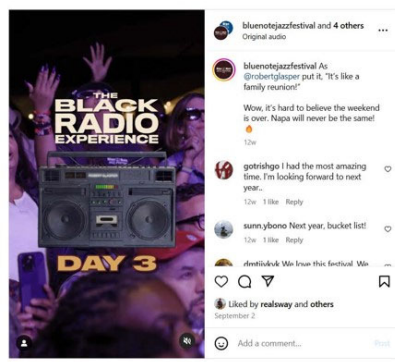 THE
BLACK
RADIO
EXPERIENCE
DAY 3
bluenotejazzfestival and 4 others
Original audio
bluenotejazzfestival As
@robertglasper put it, "It's like a
family reunion!"
Wow, it's hard to believe the weekend
is over. Napa will never be the same!
12w
gotrishgo I had the most amazing
time. I'm looking forward to next
year..
12w 1 like Reply
sunn.ybono Next year, bucket list!
12w 1 like Reply
We love this festival. We
Liked by realsway and others
September 2
Add a comment...
Post